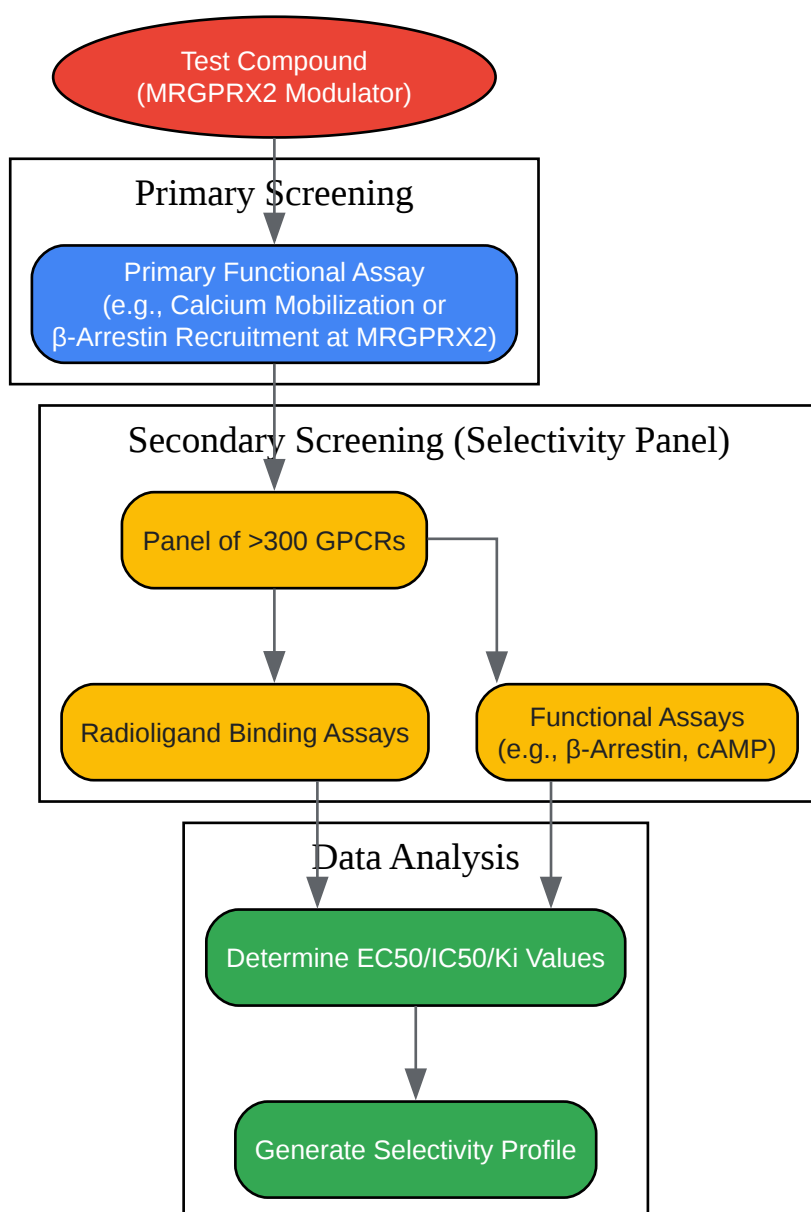 Test Compound
(MRGPRX2 Modulator)
Primary Screening
Primary Functional Assay
(e.g., Calcium Mobilization or
β-Arrestin Recruitment at MRGPRX2)
Secondary Screening (Selectivity Panel)
Panel of >300 GPCRs
Radioligand Binding Assays
Functional Assays
(e.g., β-Arrestin, cAMP)
Data Analysis
Determine EC50/IC50/Ki Values
Generate Selectivity Profile